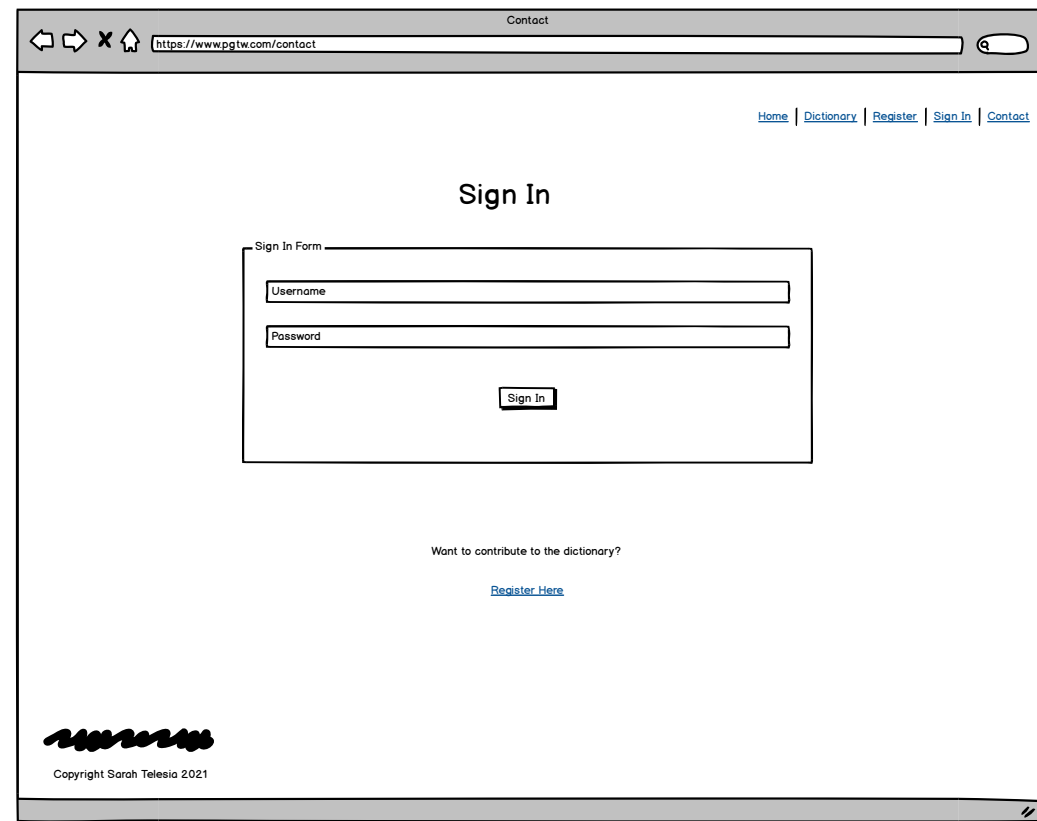 Contact
https://www.pgtw.com/contact
Home | Dictionary | Register | Sign In | Contact
Sign In
Sign In Form
Username
Password
Sign In
Want to contribute to the dictionary?
Register Here
Copyright Sarah Telesia 2021